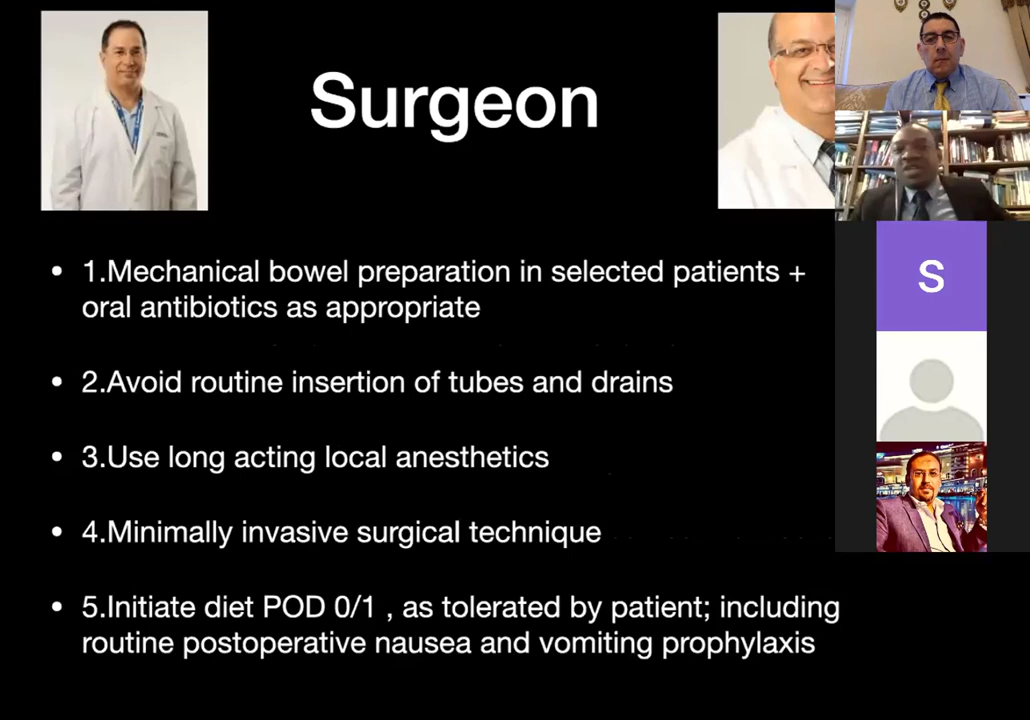 Surgeon
S
• 1.Mechanical bowel preparation in selected patients +
oral antibiotics as appropriate
• 2.Avoid routine insertion of tubes and drains
• 3.Use long acting local anesthetics
• 4.Minimally invasive surgical technique
• 5.Initiate diet POD 0/1 , as tolerated by patient; including
routine postoperative nausea and vomiting prophylaxis